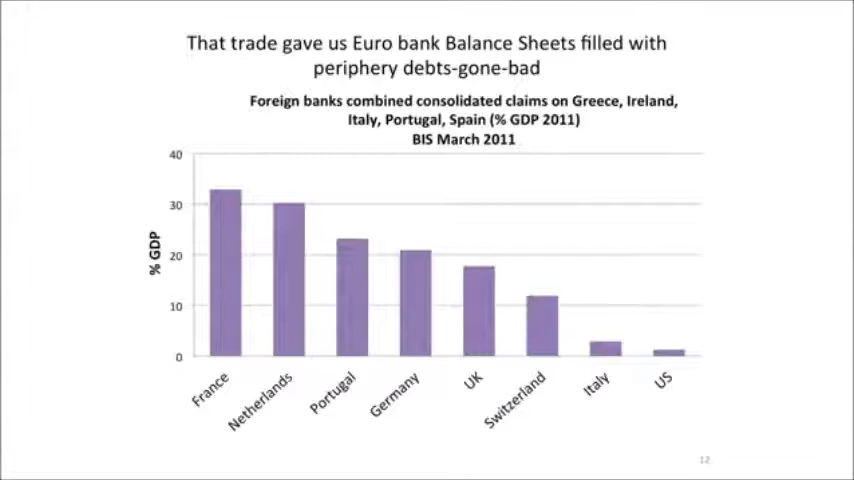 That trade gave us Euro bank Balance Sheets filled with
periphery debts-gone-bad
Foreign banks combined consolidated claims on Greece, Ireland,
Italy, Portugal, Spain (% GDP 2011)
BIS March 2011
% GDP
40
30
20
10
0
France
Netherlands
Portugal
Germany
UK
Switzerland
Italy
US
12